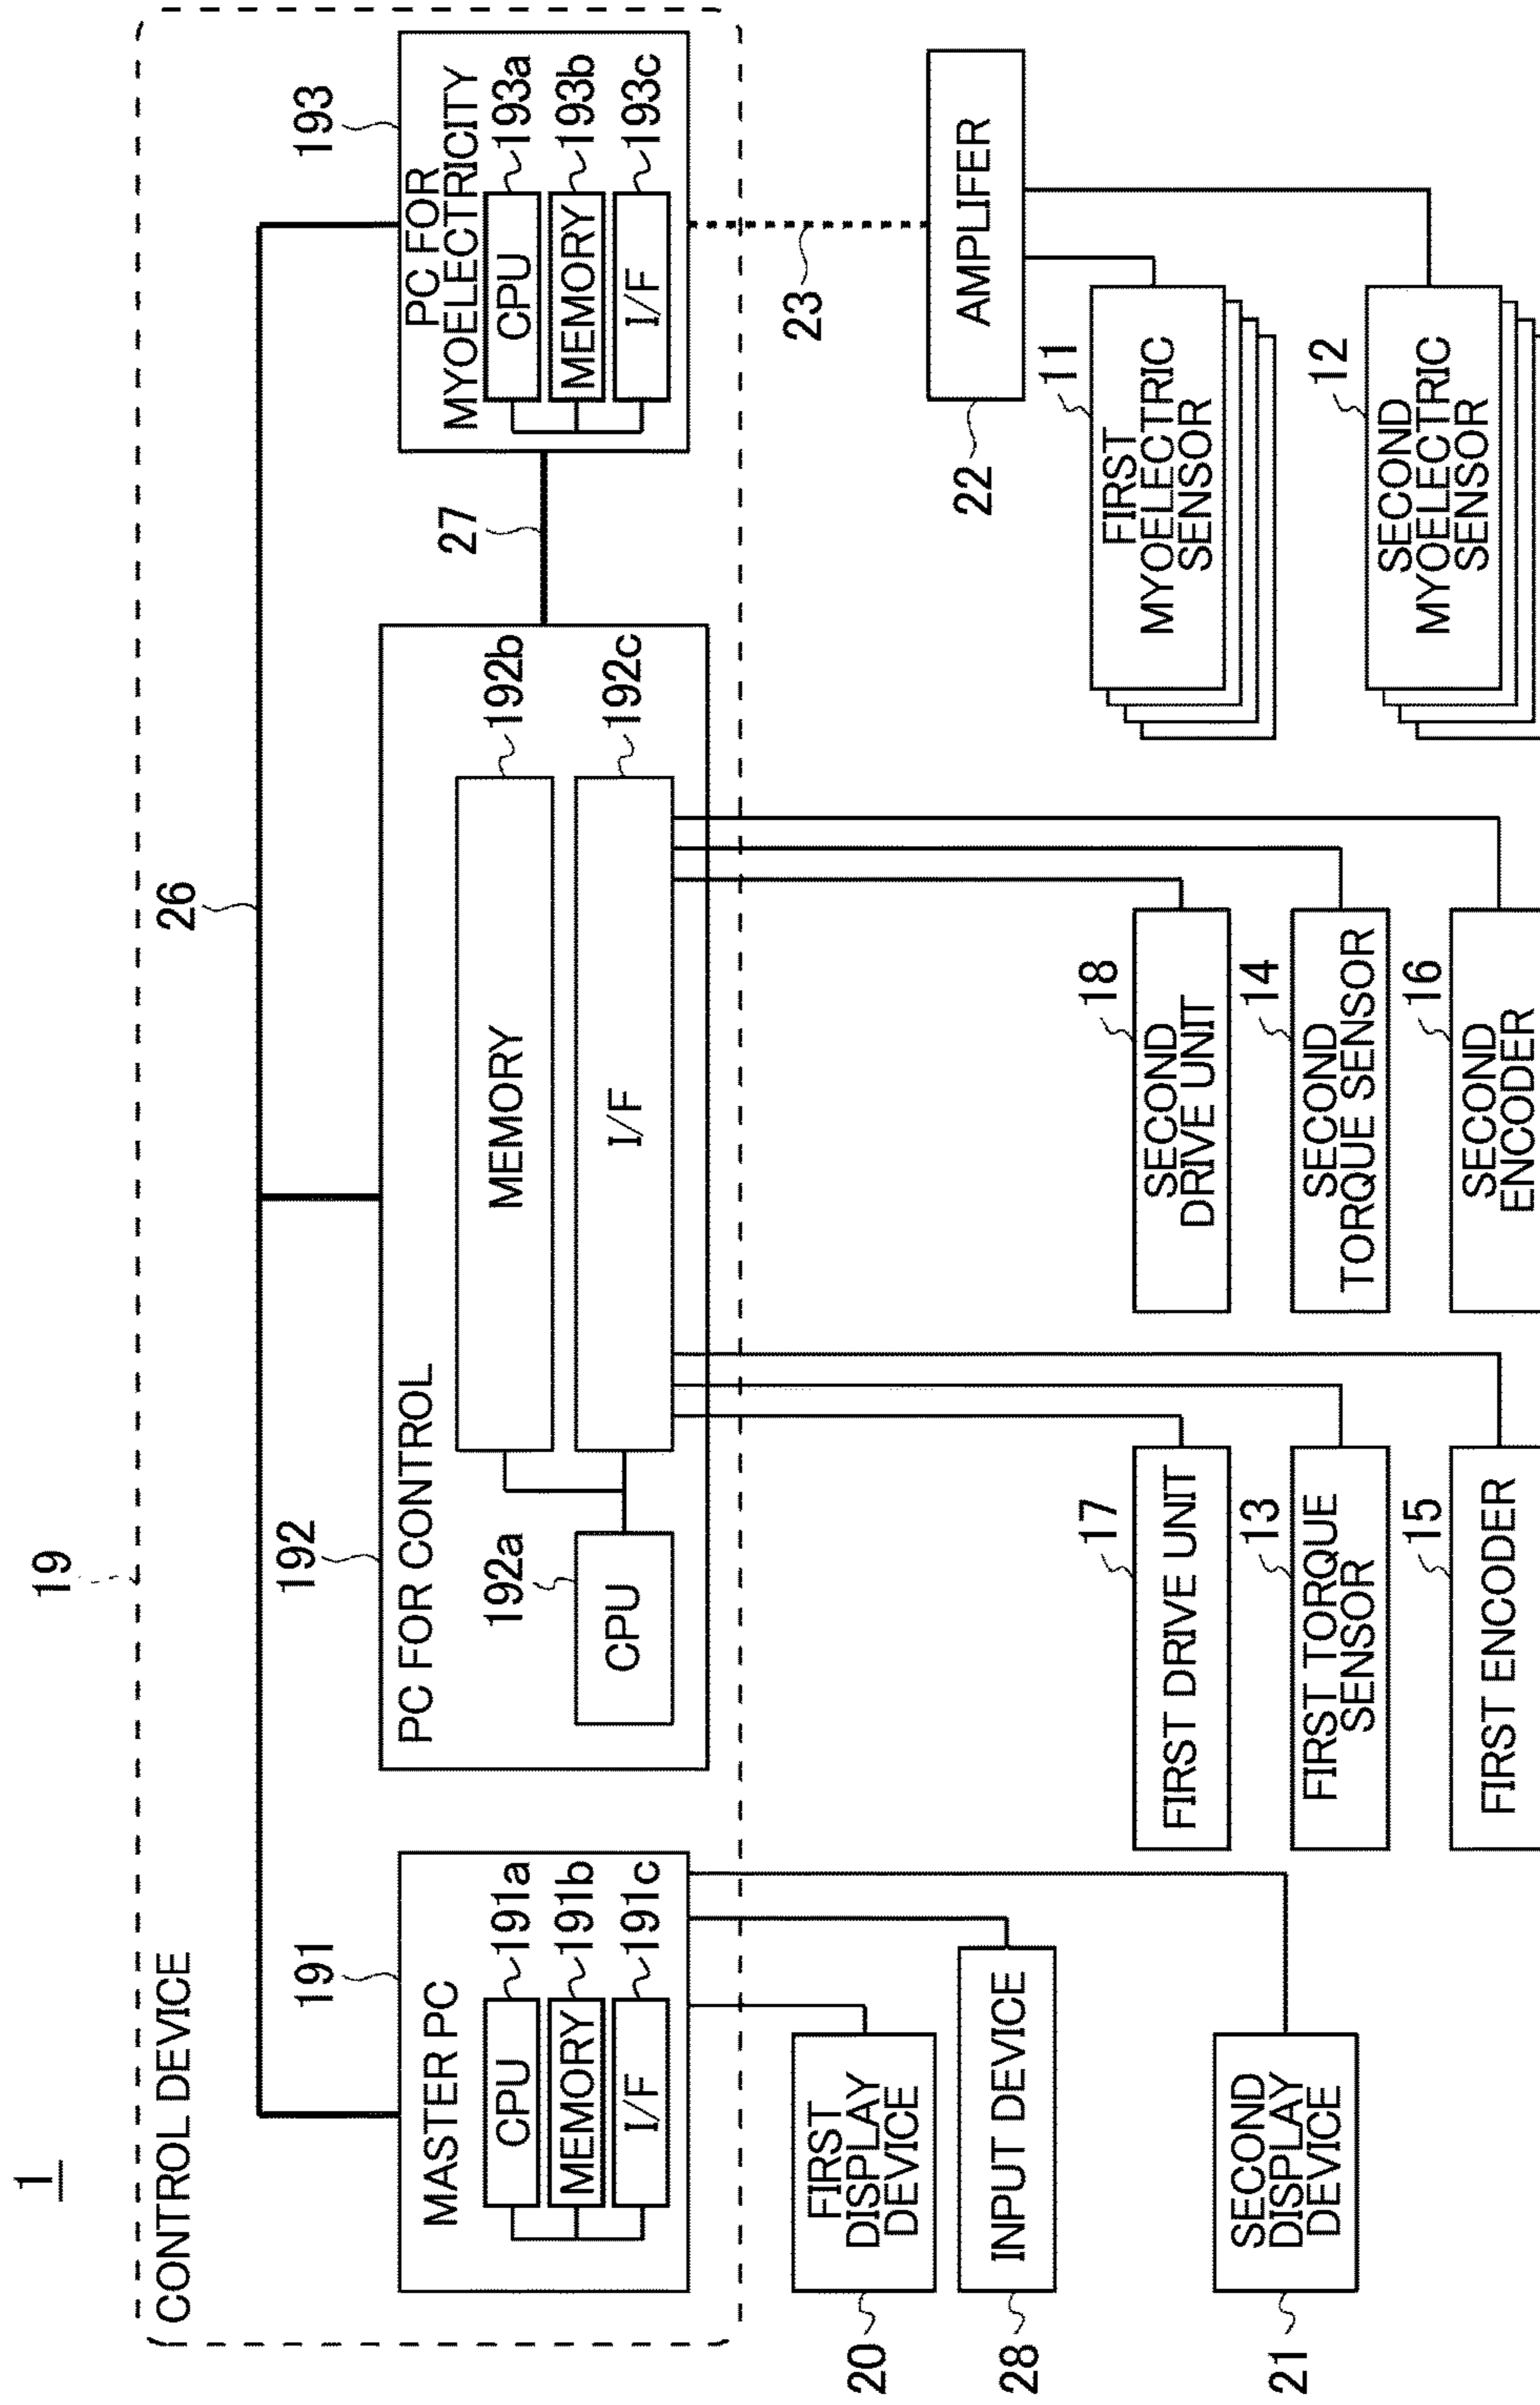 1
19
CONTROL DEVICE
26
191
MASTER PC
CPU
191a
MEMORY
191b
I/F
191c
192
PC FOR CONTROL
192a
CPU
MEMORY
192b
I/F
192c
27
193
PC FOR
MYOELECTRICITY
CPU
193a
MEMORY
193b
I/F
193c
23
20
FIRST
DISPLAY
DEVICE
28
INPUT DEVICE
21
SECOND
DISPLAY
DEVICE
17
FIRST DRIVE UNIT
13
FIRST TORQUE
SENSOR
15
FIRST ENCODER
18
SECOND
DRIVE UNIT
14
SECOND
TORQUE SENSOR
16
SECOND
ENCODER
22
AMPLIFER
11
FIRST
MYOELECTRIC
SENSOR
12
SECOND
MYOELECTRIC
SENSOR